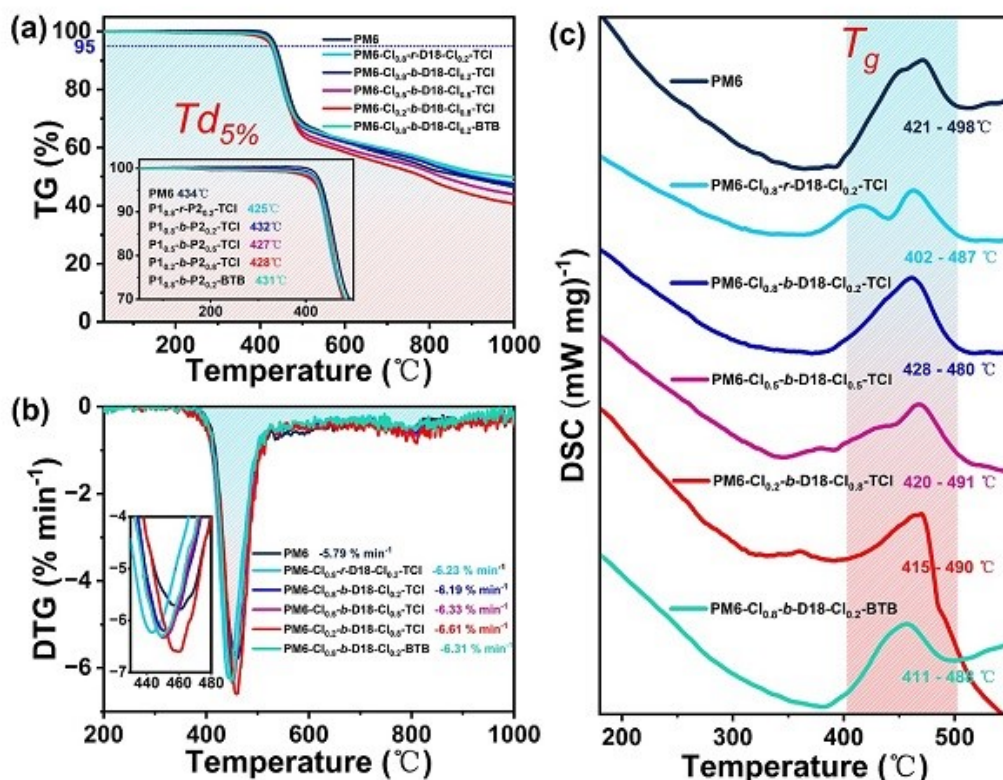 (a)
100
95
80
60
40
20
0
TG (%)
Td5%
PM6
PM6-Cl0.8-r-D18-Cl0.2-TCl
PM6-Cl0.8-b-D18-Cl0.2-TCl
PM6-Cl0.5-b-D18-Cl0.5-TCl
PM6-Cl0.2-b-D18-Cl0.8-TCl
PM6-Cl0.8-b-D18-Cl0.2-BTB
100
90
80
70
PM6 434℃
P10.8-r-P20.2-TCl 425℃
P10.8-b-P20.2-TCl 432℃
P10.5-b-P20.5-TCl 427℃
P10.2-b-P20.8-TCl 428℃
P10.8-b-P20.2-BTB 431℃
200 400
200 400 600 800 1000
Temperature (℃)
(b)
0
−2
−4
−6
DTG (% min-1)
−4
−5
−6
−7
440 460 480
PM6 -5.79 % min-1
PM6-Cl0.8-r-D18-Cl0.2-TCl -6.23 % min-1
PM6-Cl0.8-b-D18-Cl0.2-TCl -6.19 % min-1
PM6-Cl0.5-b-D18-Cl0.5-TCl -6.33 % min-1
PM6-Cl0.2-b-D18-Cl0.8-TCl -6.61 % min-1
PM6-Cl0.8-b-D18-Cl0.2-BTB -6.31 % min-1
200 400 600 800 1000
Temperature (℃)
(c)
Tg
DSC (mW mg)-1
PM6
421 - 498℃
PM6-Cl0.8-r-D18-Cl0.2-TCl
402 - 487 ℃
PM6-Cl0.8-b-D18-Cl0.2-TCl
428 - 480 ℃
PM6-Cl0.5-b-D18-Cl0.5-TCl
420 - 491 ℃
PM6-Cl0.2-b-D18-Cl0.8-TCl
415 - 490 ℃
PM6-Cl0.8-b-D18-Cl0.2-BTB
411 - 488 ℃
200 300 400 500
Temperature (℃)